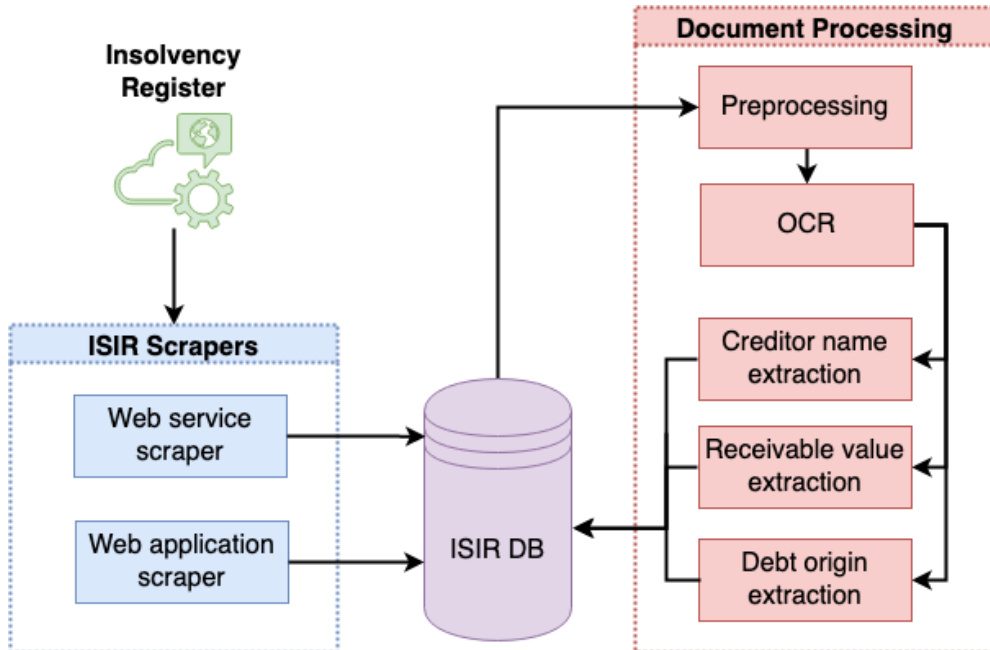 Insolvency
Register
ISIR Scrapers
Web service
scraper
Web application
scraper
ISIR DB
Document Processing
Preprocessing
OCR
Creditor name
extraction
Receivable value
extraction
Debt origin
extraction